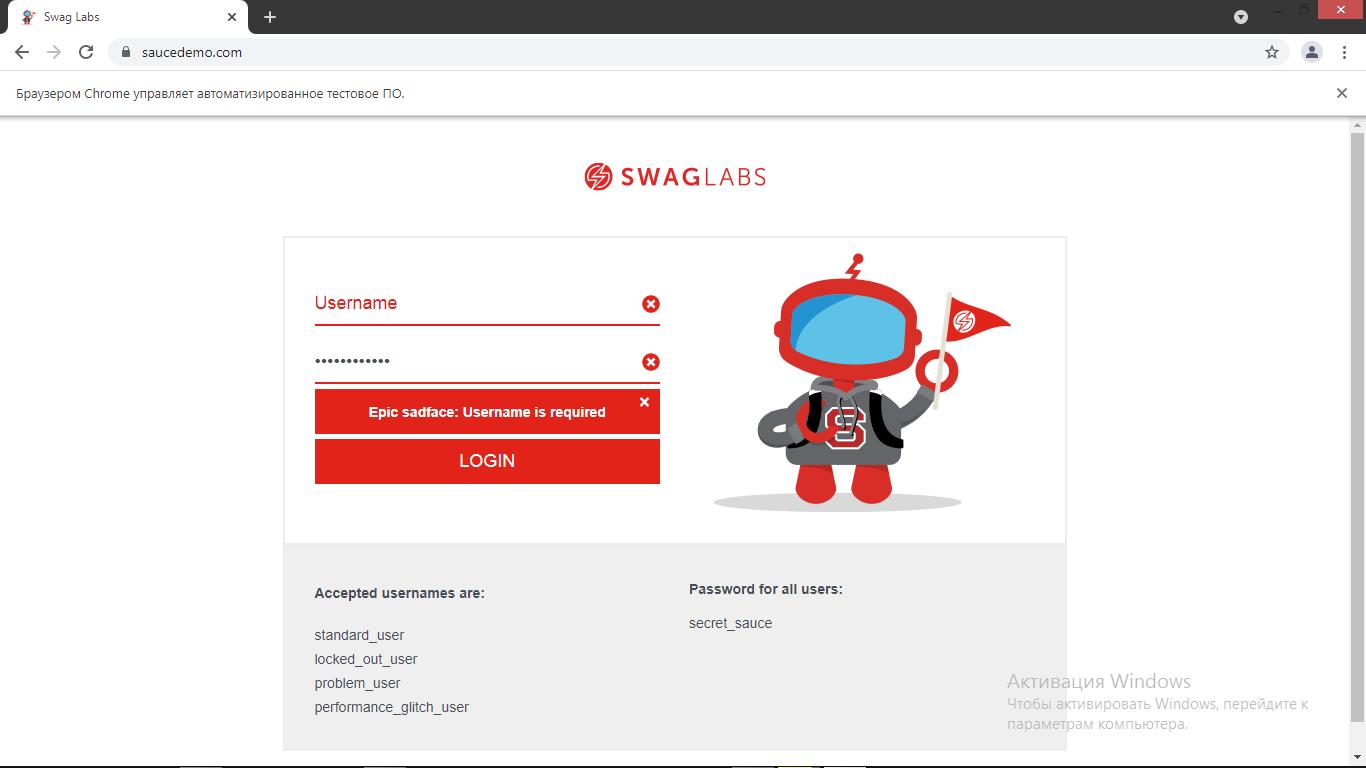 Swag Labs
saucedemo.com
Браузером Chrome управляет автоматизированное тестовое ПО.
SWAGLABS
Username
••••••••••••
Epic sadface: Username is required
LOGIN
S
Accepted usernames are:
standard_user
locked_out_user
problem_user
performance_glitch_user
Password for all users:
secret_sauce
Активация Windows
Чтобы активировать Windows, перейдите к
параметрам компьютера.